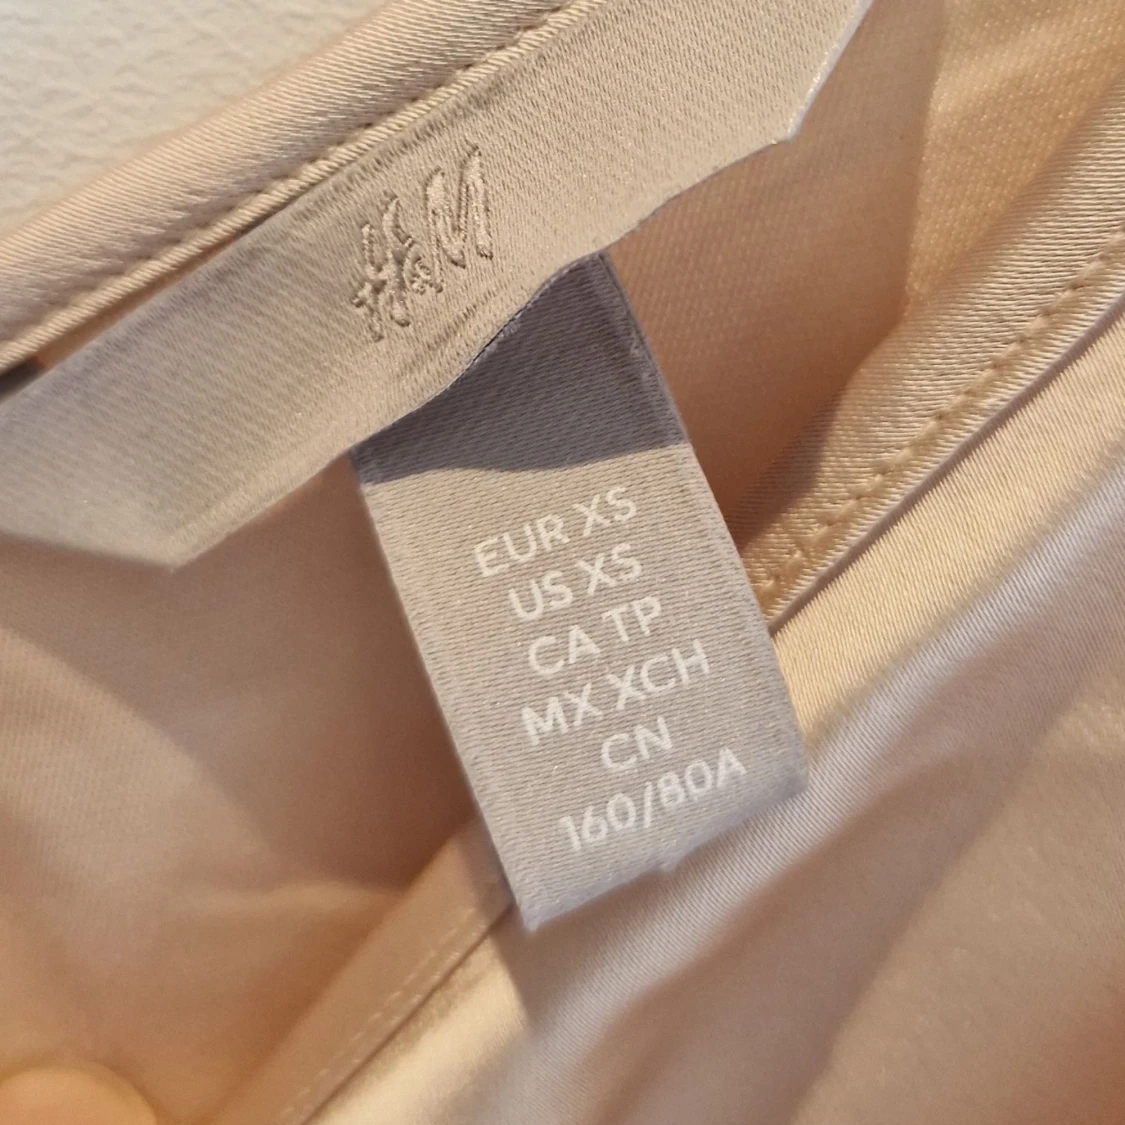 H&M
EUR XS
US XS
CA TP
MX XCH
CN
160/80A